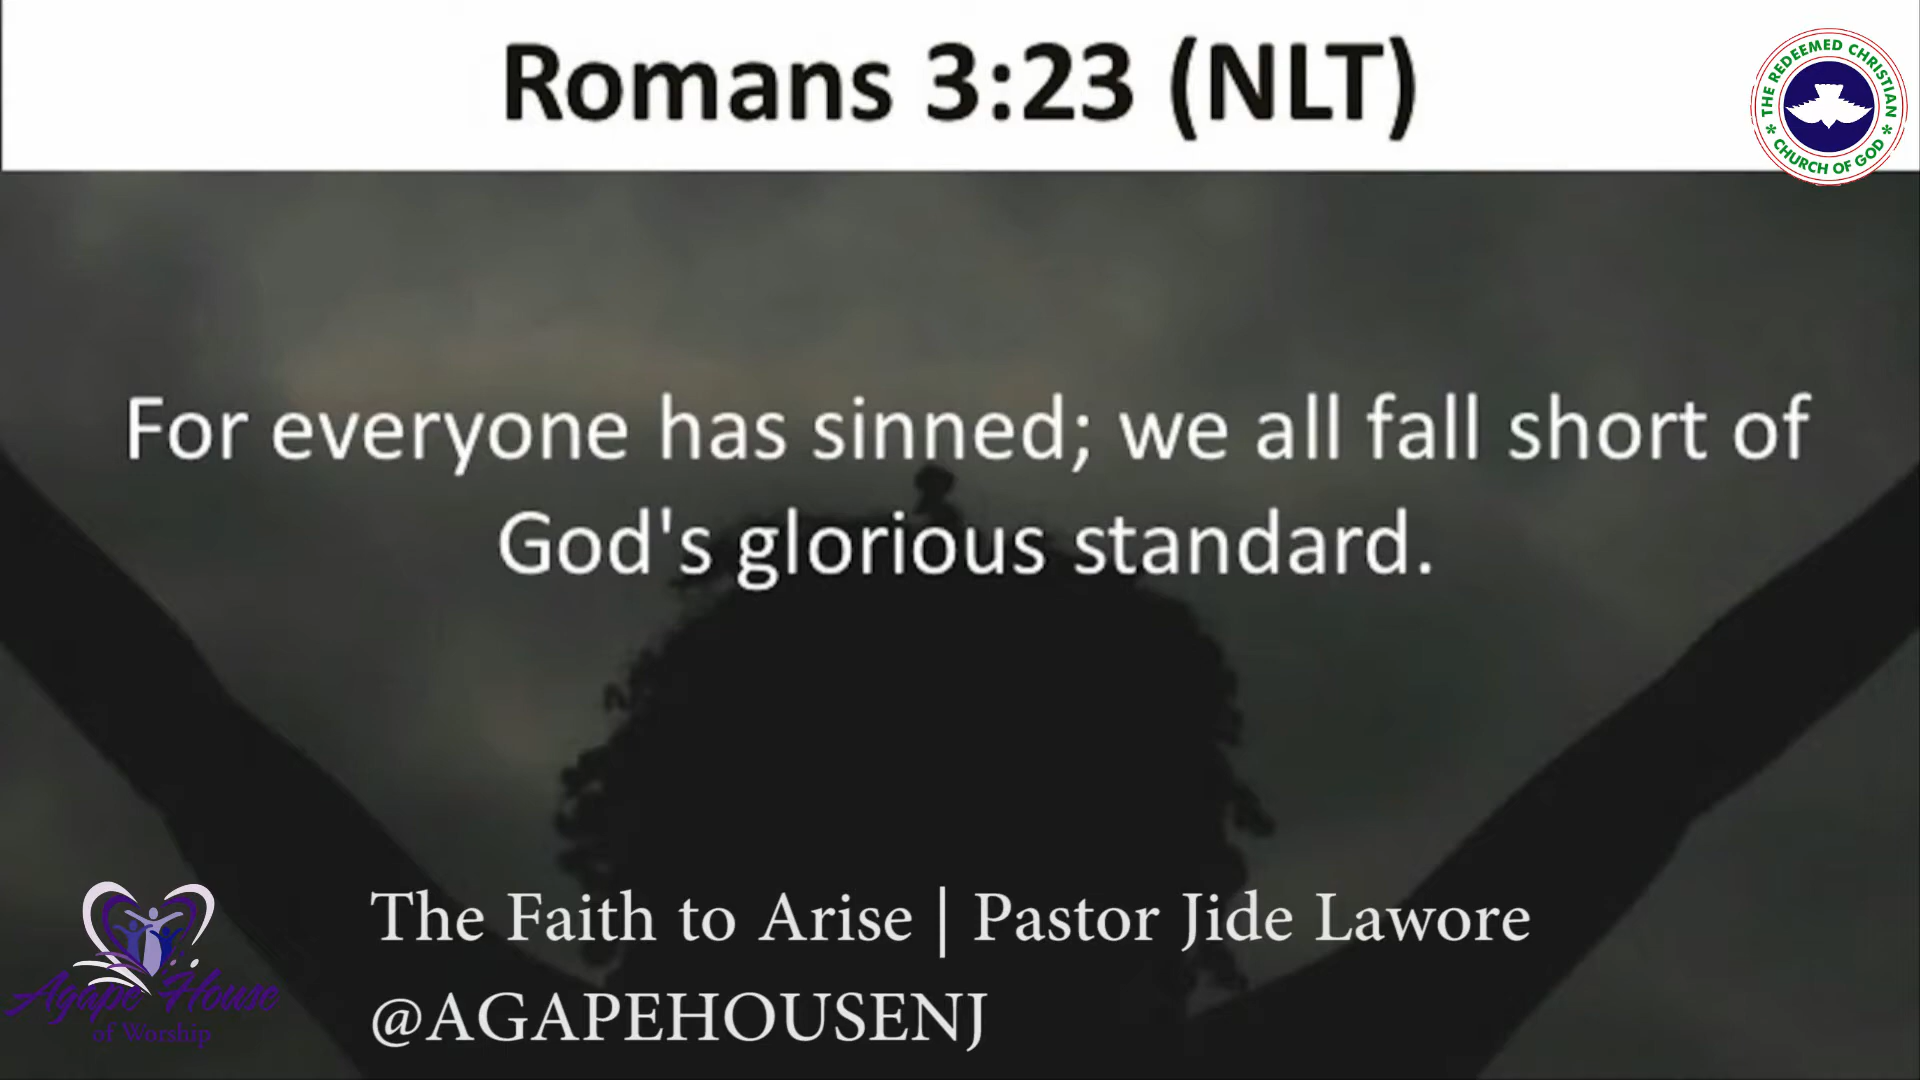 Romans 3:23 (NLT)
THE REDEEMED CHRISTIAN
* CHURCH OF GOD *
For everyone has sinned; we all fall short of
God's glorious standard.
The Faith to Arise | Pastor Jide Lawore
@AGAPEHOUSENJ
Agape House
of Worship